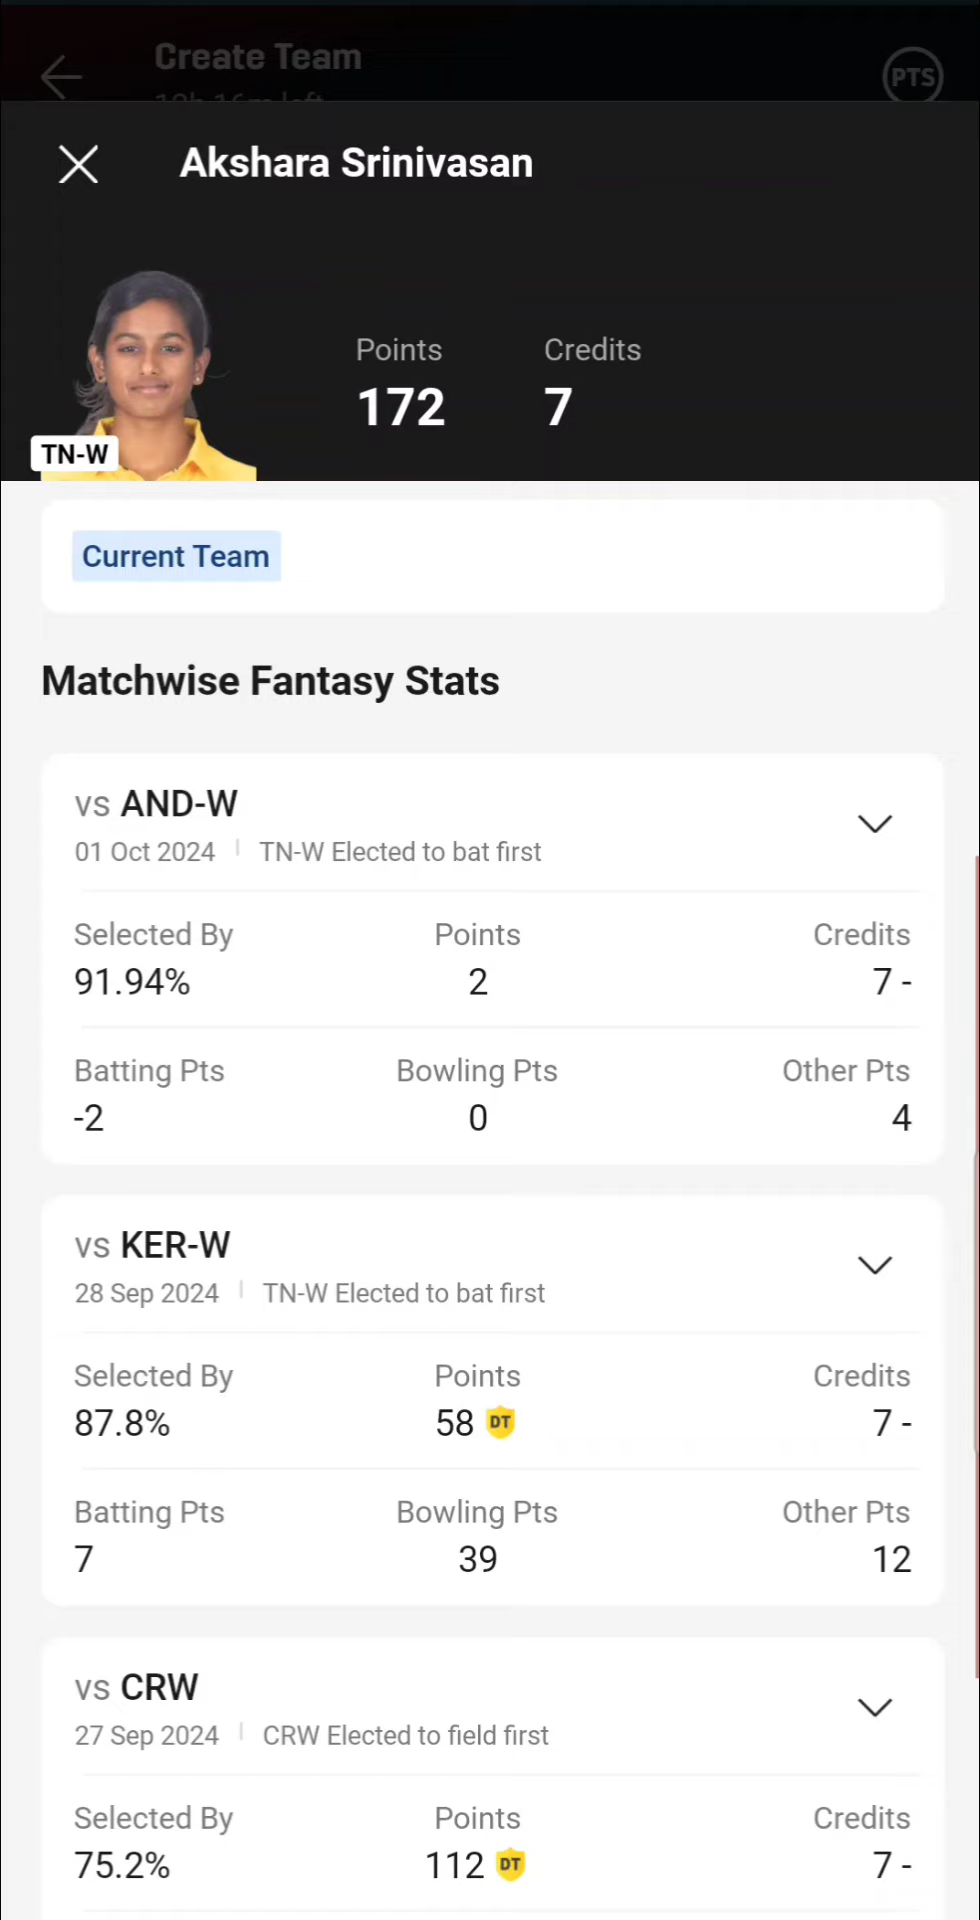 Create Team
PTS
Akshara Srinivasan
Points Credits
172 7
TN-W
Current Team
Matchwise Fantasy Stats
vs AND-W
01 Oct 2024 TN-W Elected to bat first
Selected By Points Credits
91.94% 2 7 -
Batting Pts Bowling Pts Other Pts
-2 0 4
vs KER-W
28 Sep 2024 TN-W Elected to bat first
Selected By Points Credits
87.8% 58 DT 7 -
Batting Pts Bowling Pts Other Pts
7 39 12
vs CRW
27 Sep 2024 CRW Elected to field first
Selected By Points Credits
75.2% 112 DT 7 -